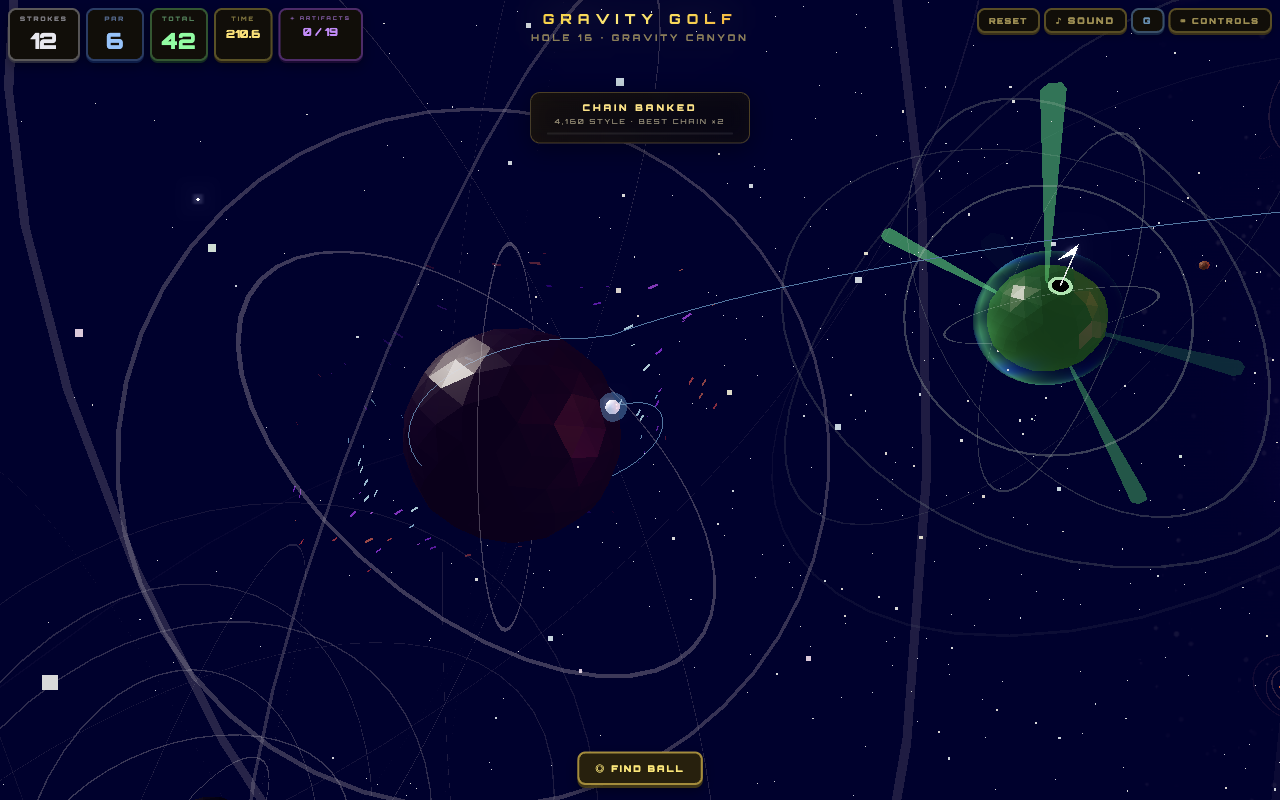 STROKES
12
PAR
6
TOTAL
42
TIME
210.6
ARTIFACTS
0 / 19
GRAVITY GOLF
HOLE 16 · GRAVITY CANYON
RESET
♪ SOUND
G
CONTROLS
CHAIN BANKED
4,160 STYLE · BEST CHAIN ×2
FIND BALL